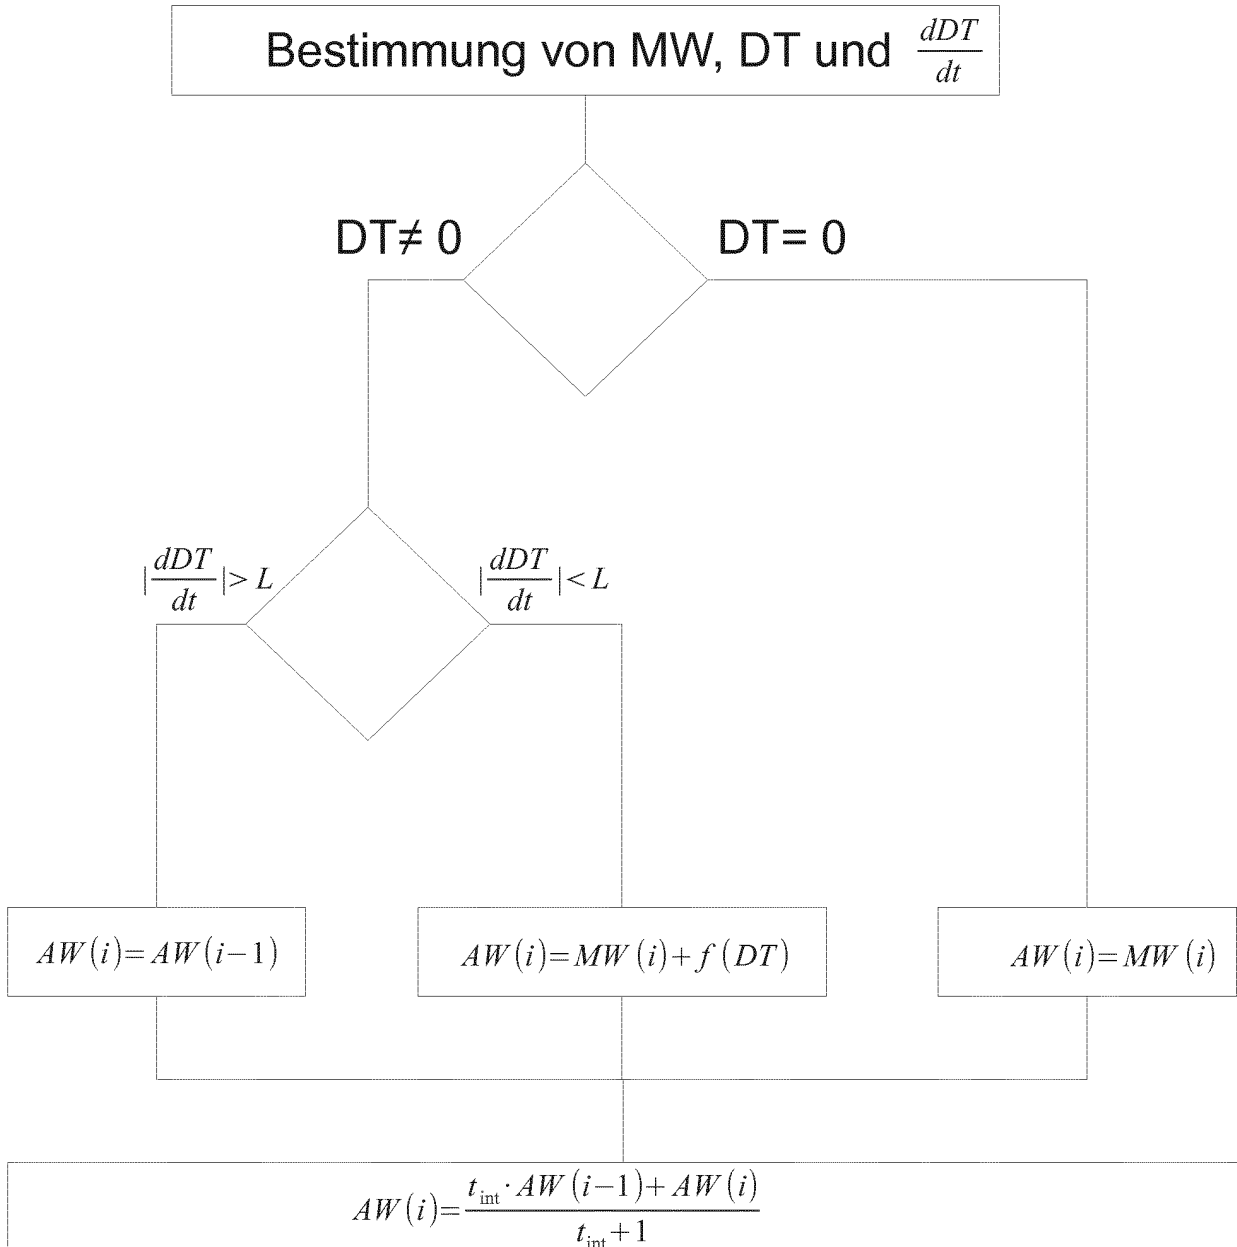 Bestimmung von MW, DT und dDT/dt
DT≠ 0
DT= 0
|dDT/dt|> L
|dDT/dt|< L
AW(i)=AW(i−1)
AW(i)=MW(i)+f(DT)
AW(i)=MW(i)
AW(i)=(t_int·AW(i−1)+AW(i))/(t_int+1)